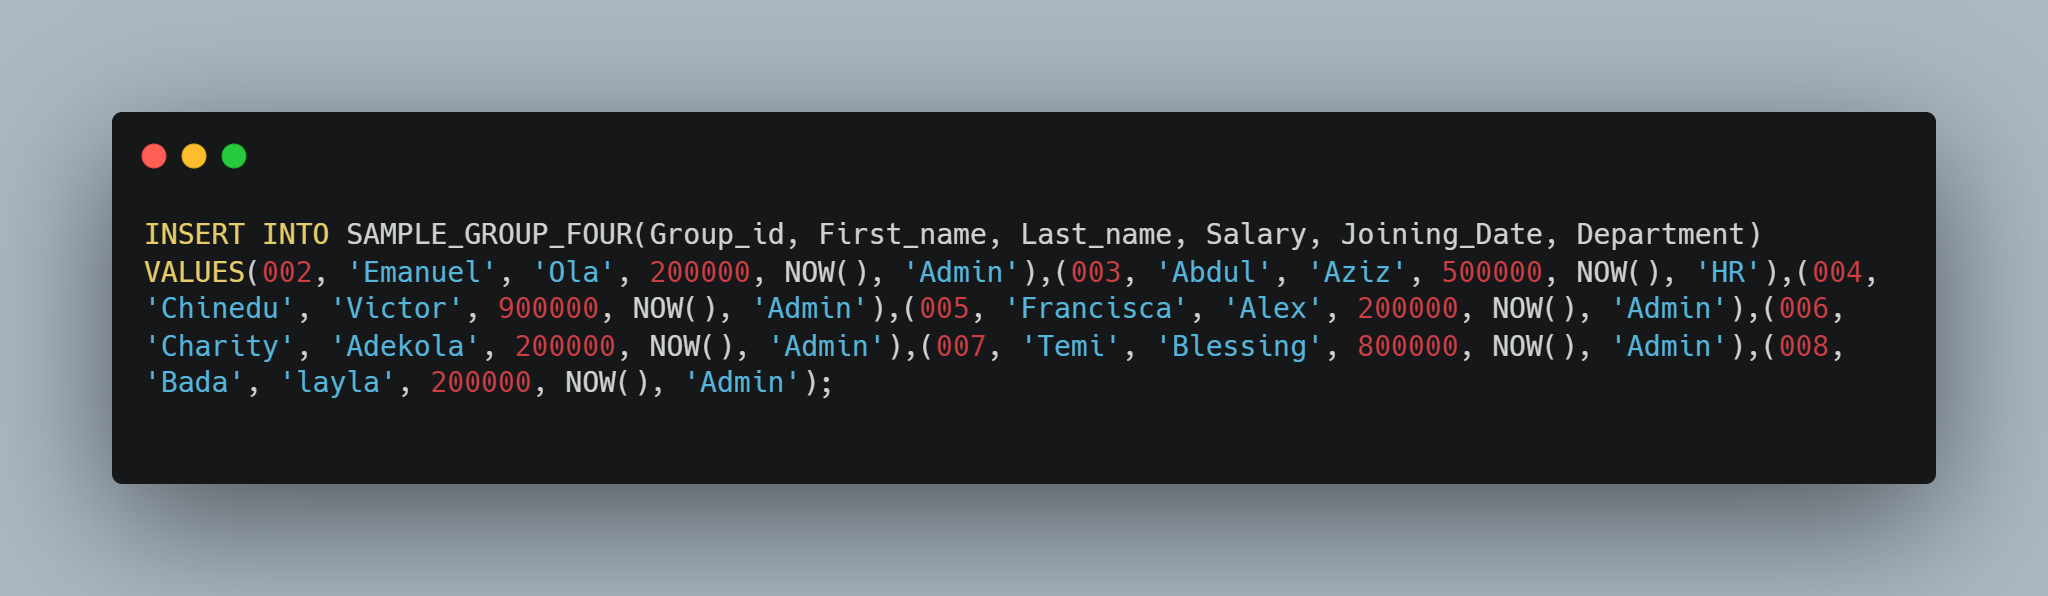 INSERT INTO SAMPLE_GROUP_FOUR(Group_id, First_name, Last_name, Salary, Joining_Date, Department)
VALUES(002, 'Emanuel', 'Ola', 200000, NOW(), 'Admin'),(003, 'Abdul', 'Aziz', 500000, NOW(), 'HR'),(004,
'Chinedu', 'Victor', 900000, NOW(), 'Admin'),(005, 'Francisca', 'Alex', 200000, NOW(), 'Admin'),(006,
'Charity', 'Adekola', 200000, NOW(), 'Admin'),(007, 'Temi', 'Blessing', 800000, NOW(), 'Admin'),(008,
'Bada', 'layla', 200000, NOW(), 'Admin');